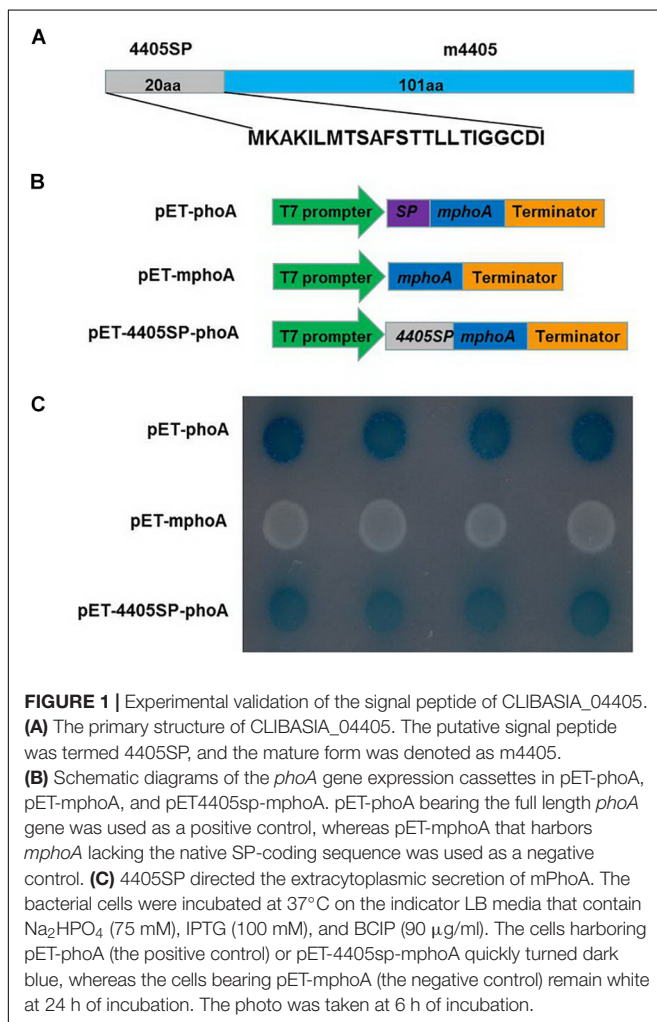 A
4405SP m4405
20aa 101aa
MKAKILMTSAFSTTLLTIGGCDI
B
pET-phoA T7 prompter SP mphoA Terminator
pET-mphoA T7 prompter mphoA Terminator
pET-4405SP-phoA T7 prompter 4405SP mphoA Terminator
C
pET-phoA
pET-mphoA
pET-4405SP-phoA
FIGURE 1 | Experimental validation of the signal peptide of CLIBASIA_04405.
(A) The primary structure of CLIBASIA_04405. The putative signal peptide
was termed 4405SP, and the mature form was denoted as m4405.
(B) Schematic diagrams of the phoA gene expression cassettes in pET-phoA,
pET-mphoA, and pET4405sp-mphoA. pET-phoA bearing the full length phoA
gene was used as a positive control, whereas pET-mphoA that harbors
mphoA lacking the native SP-coding sequence was used as a negative
control. (C) 4405SP directed the extracytoplasmic secretion of mPhoA. The
bacterial cells were incubated at 37°C on the indicator LB media that contain
Na2HPO4 (75 mM), IPTG (100 mM), and BCIP (90 μg/ml). The cells harboring
pET-phoA (the positive control) or pET-4405sp-mphoA quickly turned dark
blue, whereas the cells bearing pET-mphoA (the negative control) remain white
at 24 h of incubation. The photo was taken at 6 h of incubation.